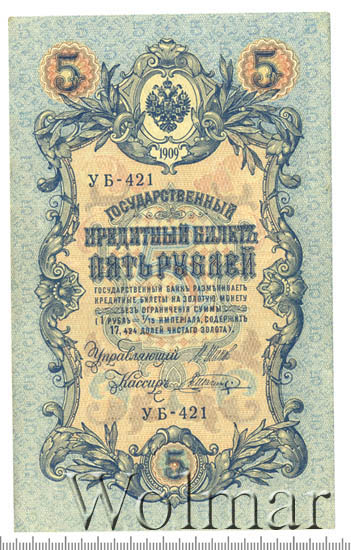 5 5
1909
УБ-421
ГОСУДАРСТВЕННЫЙ
КРЕДИТНЫЙ БИЛЕТЪ
ПЯТЬ РУБЛЕЙ
ГОСУДАРСТВЕННЫЙ БАНКЪ РАЗМѢНИВАЕТЪ
КРЕДИТНЫЕ БИЛЕТЫ НА ЗОЛОТУЮ МОНЕТУ
БЕЗЪ ОГРАНИЧЕНІЯ СУММЫ
(1 РУБЛЬ = 1/15 ИМПЕРІАЛА, СОДЕРЖИТЪ
17,424 ДОЛЕЙ ЧИСТАГО ЗОЛОТА).
Управляющій
Кассиръ
УБ-421
5
Wolmar